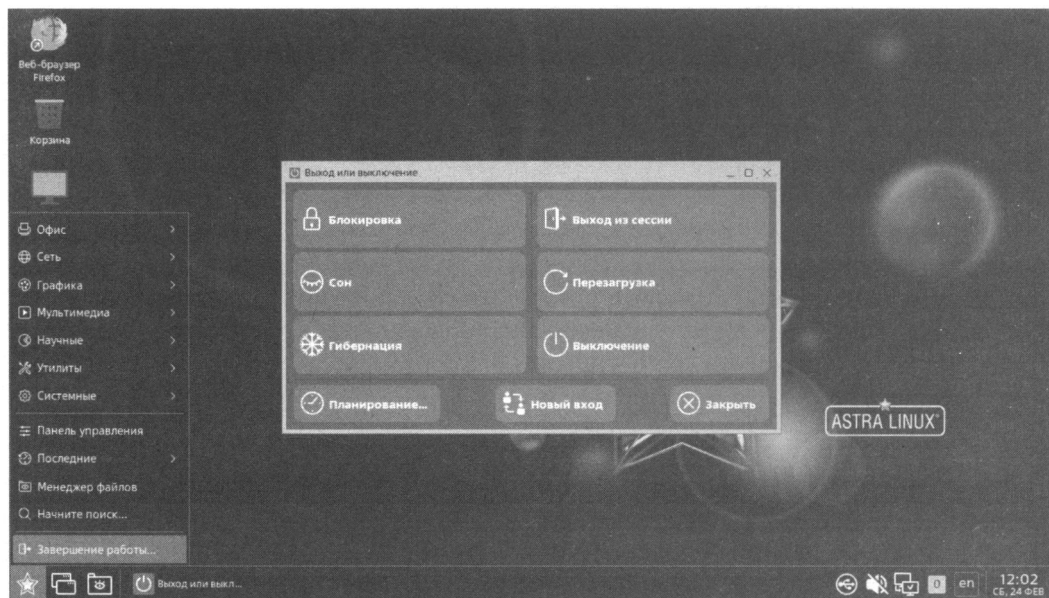 Веб-браузер
Firefox
Корзина
Офис
Сеть
Графика
Мультимедиа
Научные
Утилиты
Системные
Панель управления
Последние
Менеджер файлов
Начните поиск...
Завершение работы...
Выход или выключение
Блокировка
Выход из сессии
Сон
Перезагрузка
Гибернация
Выключение
Планирование...
Новый вход
Закрыть
ASTRA LINUX®
Выход или выкл...
0
en
12:02
СБ, 24 ФЕВ